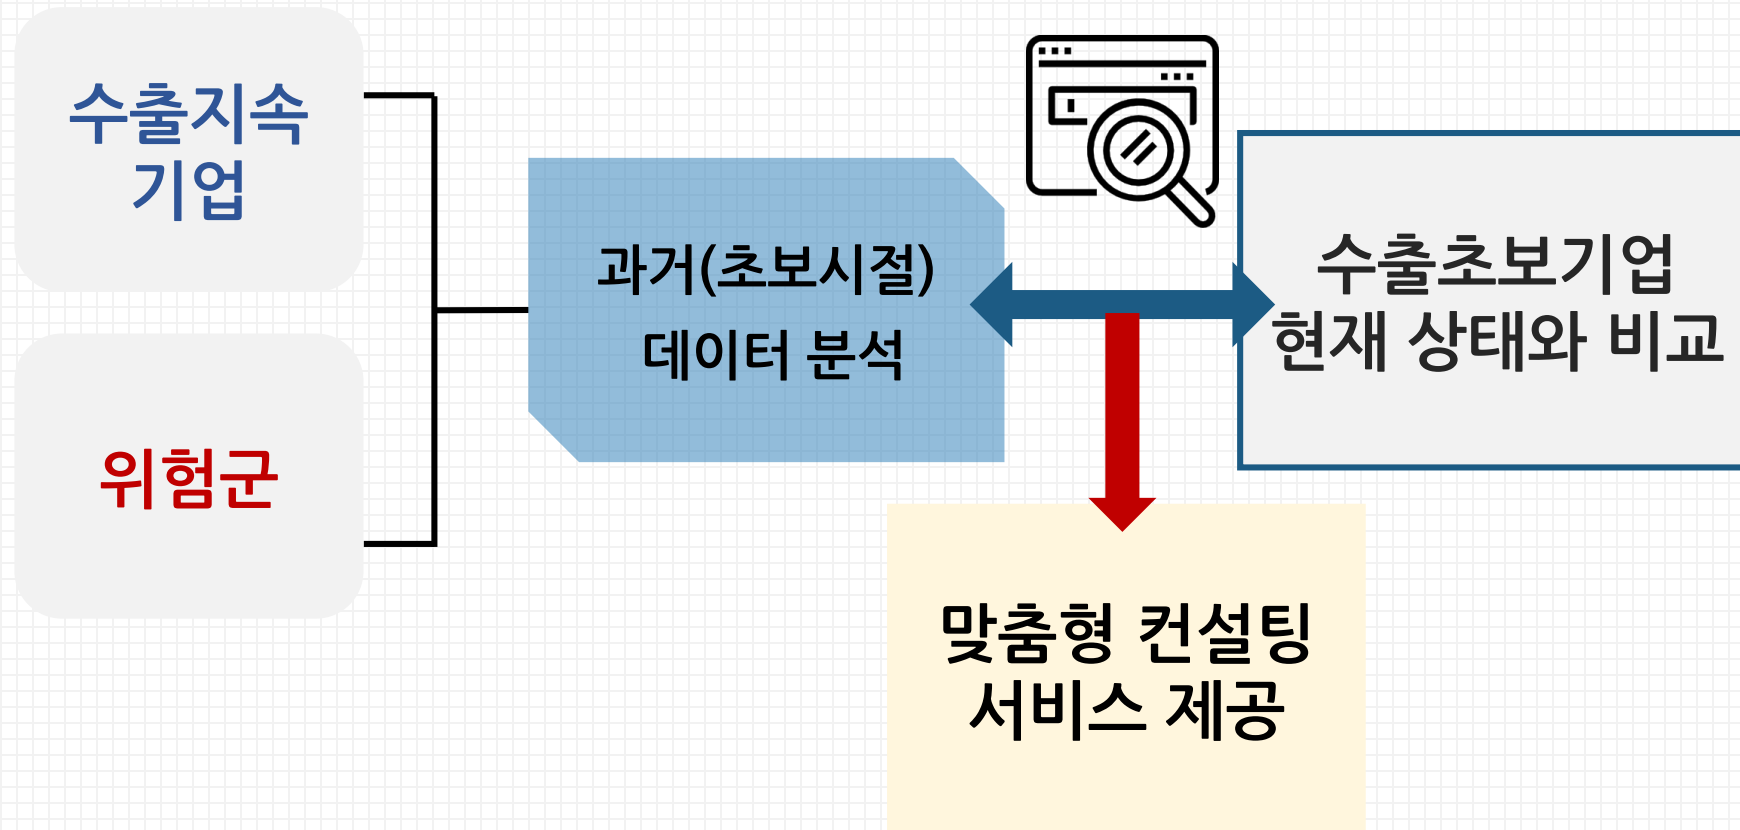 수출지속
기업
위험군
과거(초보시절)
데이터 분석
수출초보기업
현재 상태와 비교
맞춤형 컨설팅
서비스 제공